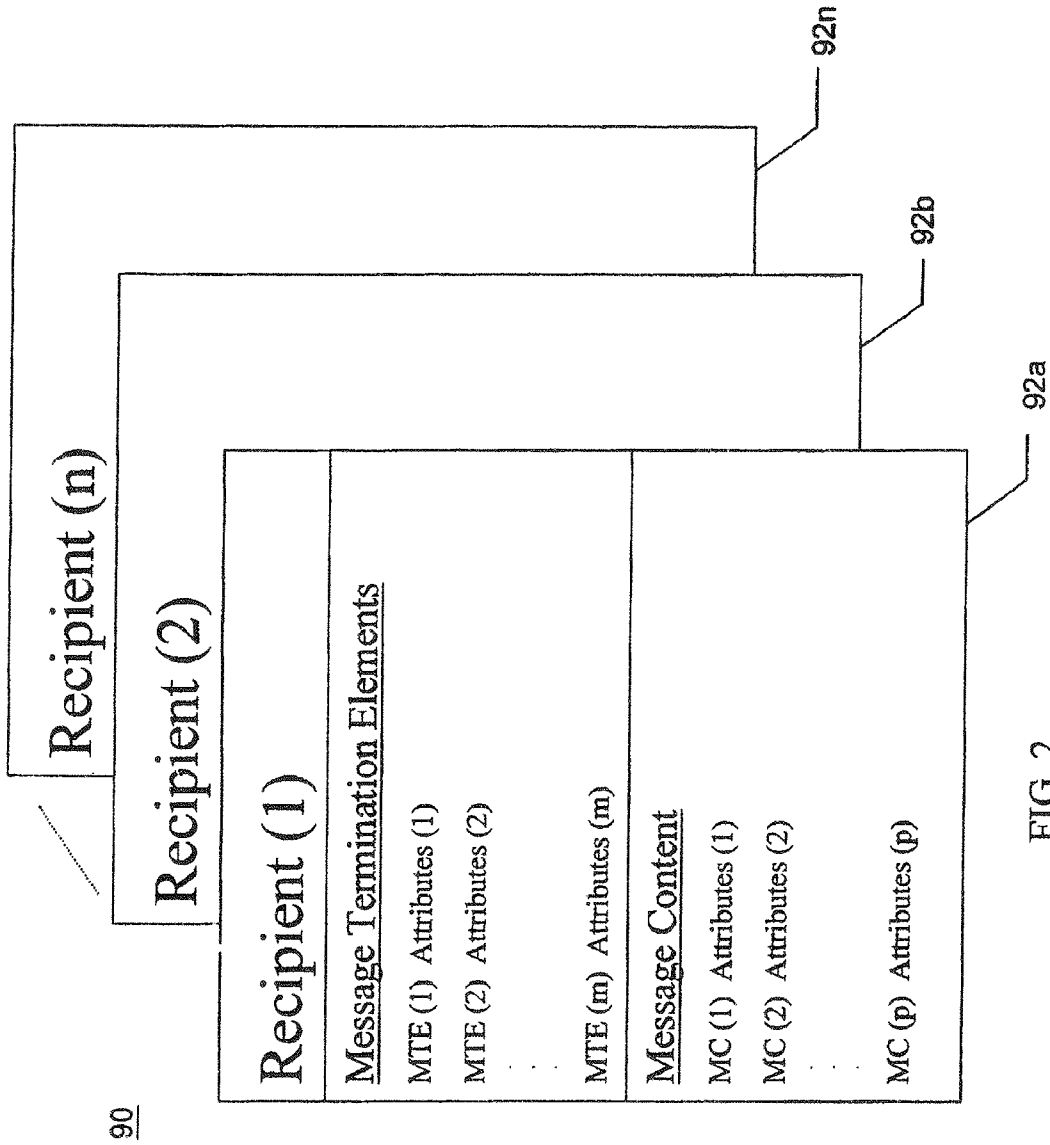 90
Recipient (n)
Recipient (2)
Recipient (1)
Message Termination Elements
MTE (1) Attributes (1)
MTE (2) Attributes (2)
. . .
MTE (m) Attributes (m)
Message Content
MC (1) Attributes (1)
MC (2) Attributes (2)
. . .
MC (p) Attributes (p)
92a
92b
92n
FIG. 2